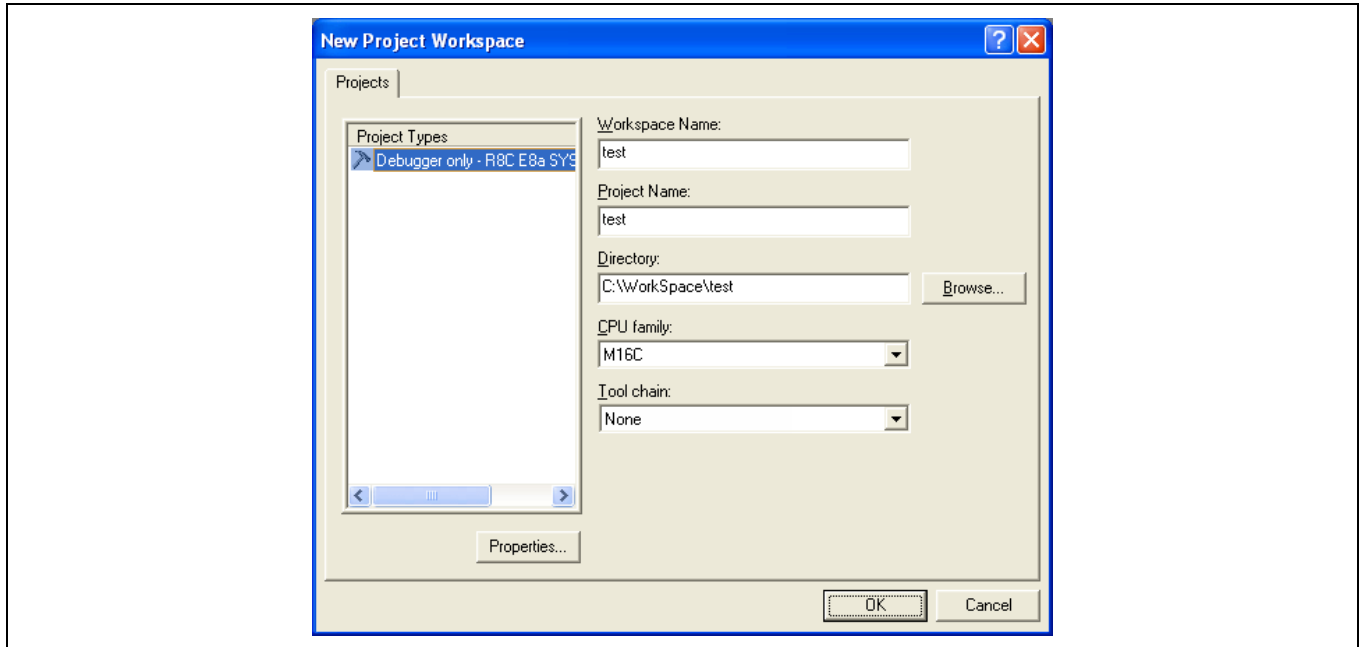 New Project Workspace
Projects
Project Types
Debugger only - R8C E8a SYS
Workspace Name:
test
Project Name:
test
Directory:
C:\WorkSpace\test
Browse...
CPU family:
M16C
Tool chain:
None
Properties...
OK
Cancel